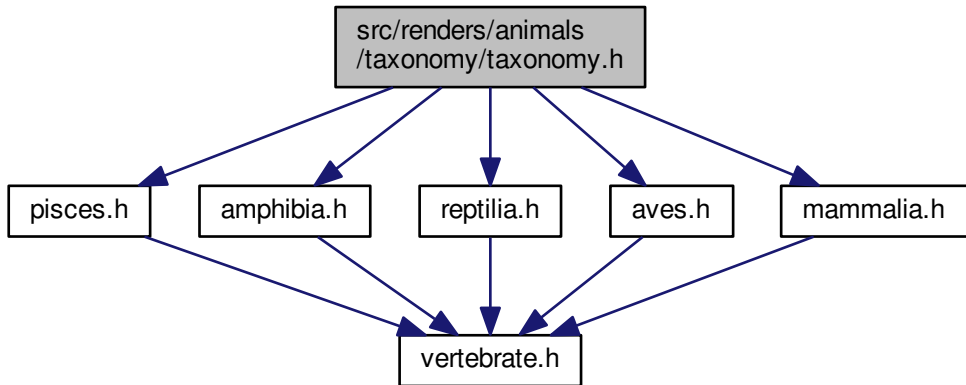 src/renders/animals
/taxonomy/taxonomy.h
pisces.h
amphibia.h
reptilia.h
aves.h
mammalia.h
vertebrate.h